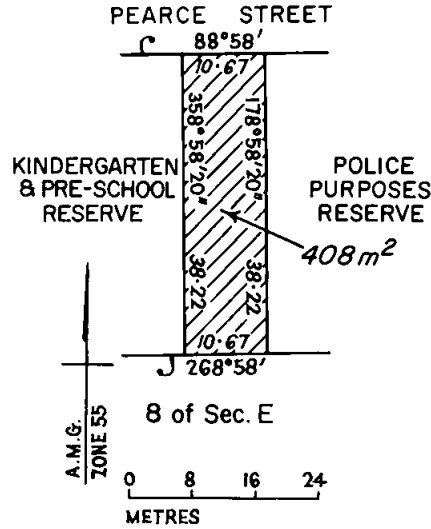 PEARCE STREET
88°58'
10·67
358°58'20"
178°58'20"
KINDERGARTEN
& PRE-SCHOOL
RESERVE
POLICE
PURPOSES
RESERVE
408m²
38·22
38·22
10·67
268°58'
8 of Sec. E
A.M.G.
ZONE 55
0 8 16 24
METRES